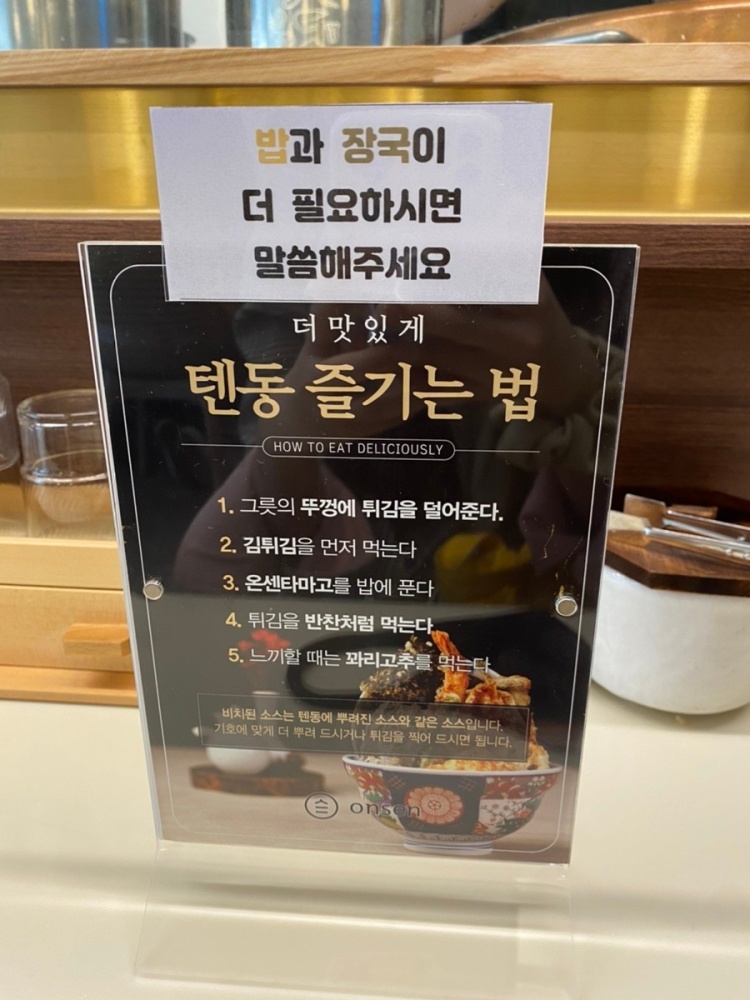 밥과 장국이
더 필요하시면
말씀해주세요
더 맛있게
텐동 즐기는 법
HOW TO EAT DELICIOUSLY
1. 그릇의 뚜껑에 튀김을 덜어준다.
2. 김튀김을 먼저 먹는다
3. 온센타마고를 밥에 푼다
4. 튀김을 반찬처럼 먹는다
5. 느끼할 때는 꽈리고추를 먹는다
비치된 소스는 텐동에 뿌려진 소스와 같은 소스입니다.
기호에 맞게 더 뿌려 드시거나 튀김을 찍어 드시면 됩니다.
onsen